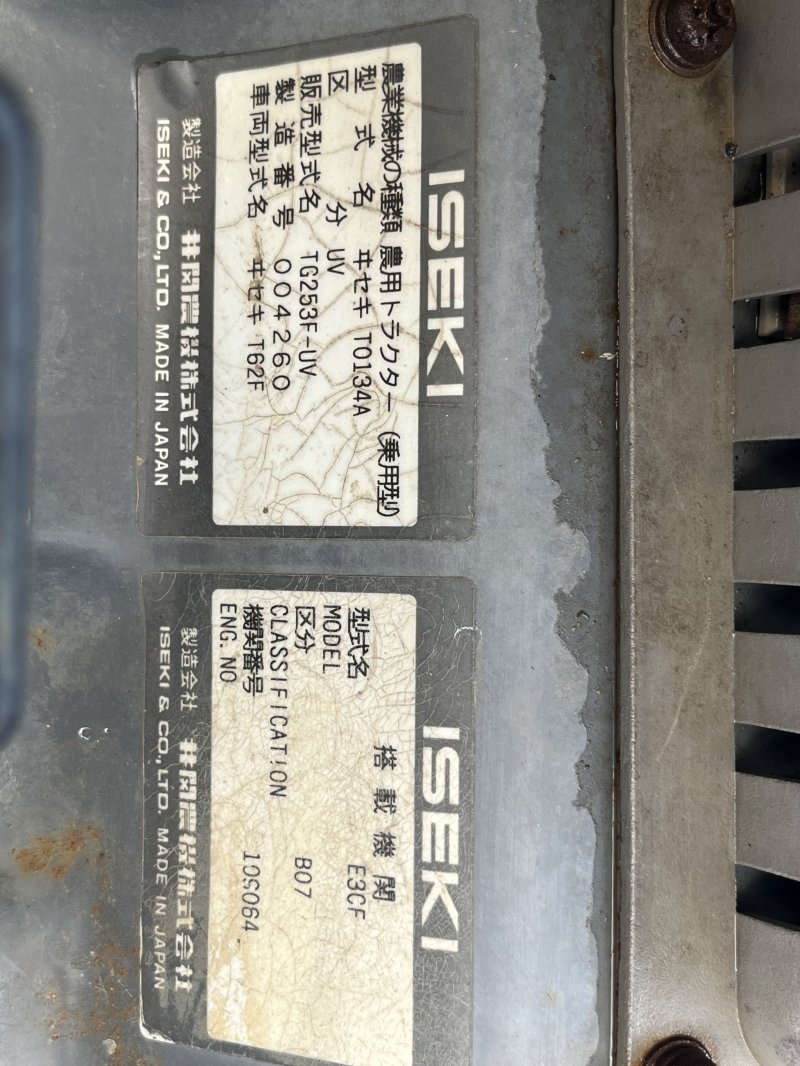 ISEKI
農業機械の種類 農用トラクター (乗用型)
型式名 ヰセキ T0134A
区分 UV
販売型式名 TG253F-UV
製造番号 004260
車両型式名 ヰセキ T62F
製造会社 井関農機株式会社
ISEKI & CO., LTD. MADE IN JAPAN
ISEKI
搭載機関
型式名
MODEL E3CF
区分
CLASSIFICATION B07
機関番号
ENG. NO 109064
製造会社 井関農機株式会社
ISEKI & CO., LTD. MADE IN JAPAN